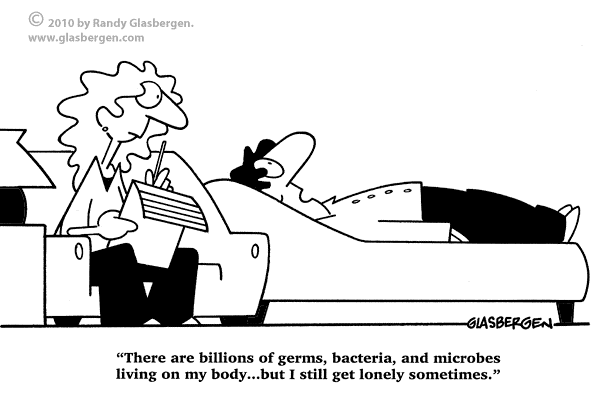 © 2010 by Randy Glasbergen.
www.glasbergen.com
GLASBERGEN
“There are billions of germs, bacteria, and microbes
living on my body...but I still get lonely sometimes.”